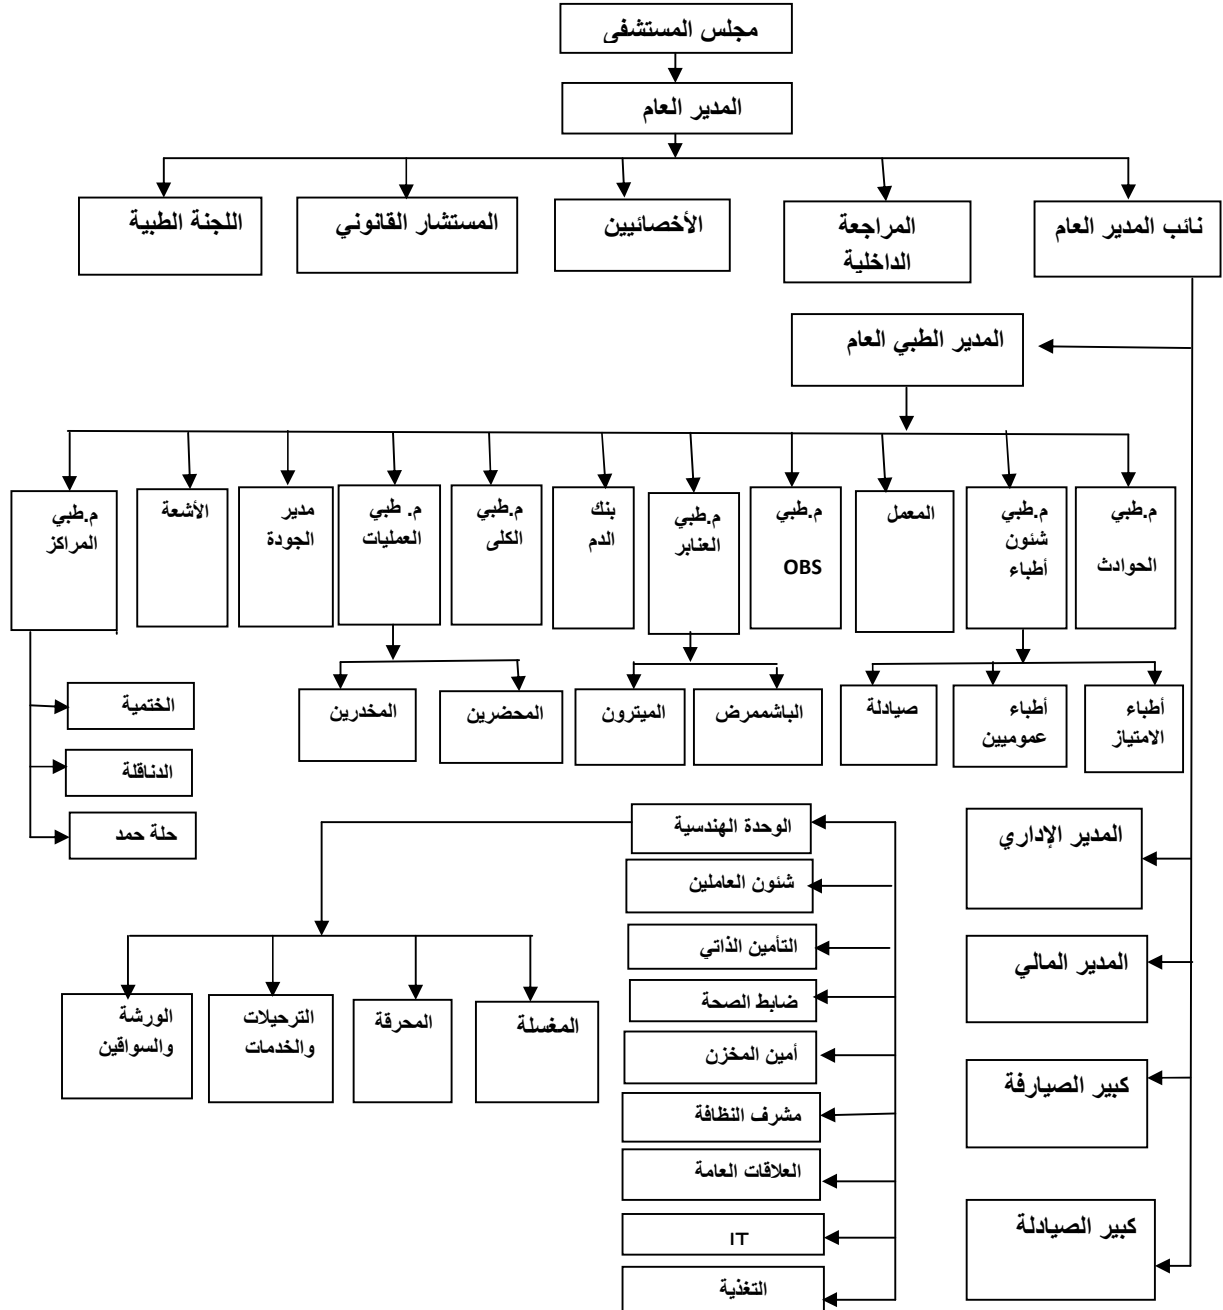 مجلس المستشفى
المدير العام
نائب المدير العام
المراجعة
الداخلية
الأخصائيين
المستشار القانوني
اللجنة الطبية
المدير الطبي العام
م.طبي
الحوادث
م.طبي
شئون
أطباء
المعمل
م.طبي
OBS
م.طبي
العنابر
بنك
الدم
م.طبي
الكلى
م. طبي
العمليات
مدير
الجودة
الأشعة
م.طبي
المراكز
أطباء
الامتياز
أطباء
عموميين
صيادلة
الباشممرض
الميترون
المحضرين
المخدرين
الختمية
الدناقلة
حلة حمد
المدير الإداري
المدير المالي
كبير الصيارفة
كبير الصيادلة
الوحدة الهندسية
شئون العاملين
التأمين الذاتي
ضابط الصحة
أمين المخزن
مشرف النظافة
العلاقات العامة
IT
التغذية
المغسلة
المحرقة
الترحيلات
والخدمات
الورشة
والسواقين